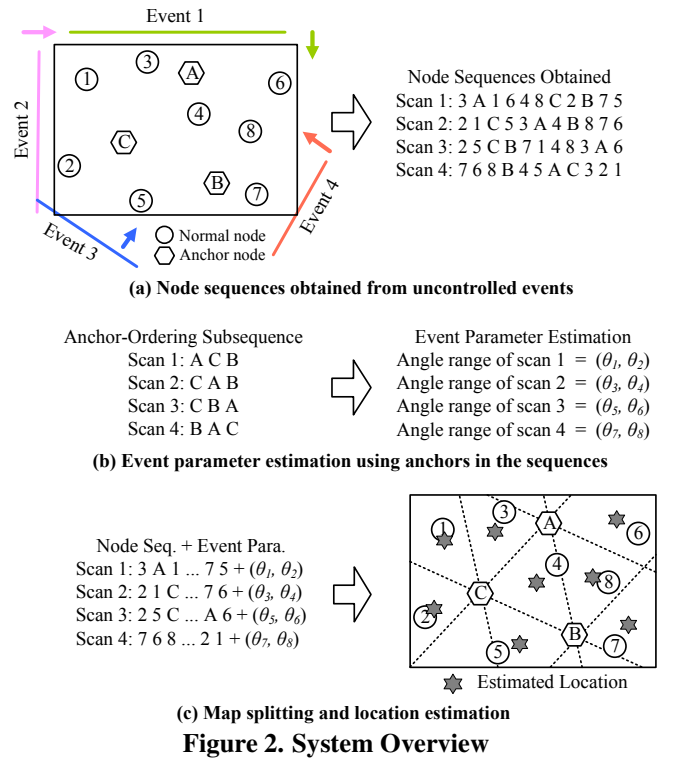 Event 1
Event 2
Event 3
Event 4
1
3
A
6
4
8
C
2
B
5
7
Normal node
Anchor node
Node Sequences Obtained
Scan 1: 3 A 1 6 4 8 C 2 B 7 5
Scan 2: 2 1 C 5 3 A 4 B 8 7 6
Scan 3: 2 5 C B 7 1 4 8 3 A 6
Scan 4: 7 6 8 B 4 5 A C 3 2 1
(a) Node sequences obtained from uncontrolled events
Anchor-Ordering Subsequence
Scan 1: A C B
Scan 2: C A B
Scan 3: C B A
Scan 4: B A C
Event Parameter Estimation
Angle range of scan 1 = (θ1, θ2)
Angle range of scan 2 = (θ3, θ4)
Angle range of scan 3 = (θ5, θ6)
Angle range of scan 4 = (θ7, θ8)
(b) Event parameter estimation using anchors in the sequences
Node Seq. + Event Para.
Scan 1: 3 A 1 ... 7 5 + (θ1, θ2)
Scan 2: 2 1 C ... 7 6 + (θ3, θ4)
Scan 3: 2 5 C ... A 6 + (θ5, θ6)
Scan 4: 7 6 8 ... 2 1 + (θ7, θ8)
1
3
A
6
4
8
C
2
B
5
7
Estimated Location
(c) Map splitting and location estimation
Figure 2. System Overview